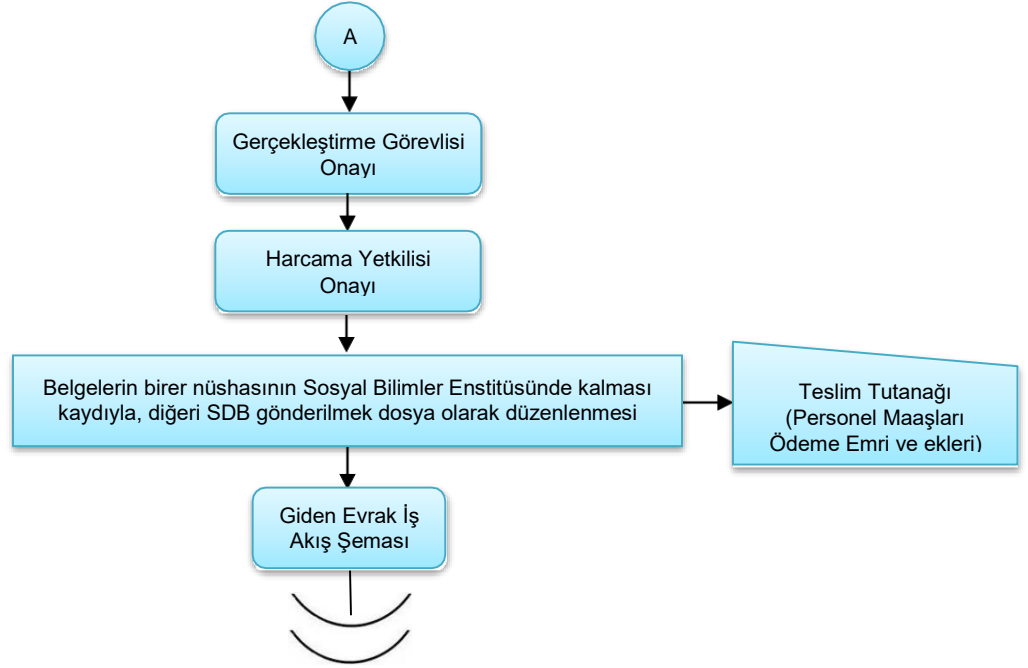 A
Gerçekleştirme Görevlisi
Onayı
Harcama Yetkilisi
Onayı
Belgelerin birer nüshasının Sosyal Bilimler Enstitüsünde kalması
kaydıyla, diğeri SDB gönderilmek dosya olarak düzenlenmesi
Teslim Tutanağı
(Personel Maaşları
Ödeme Emri ve ekleri)
Giden Evrak İş
Akış Şeması